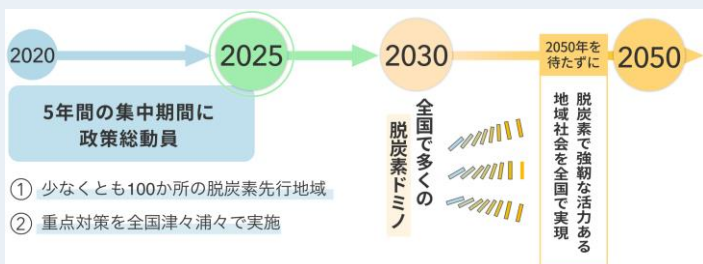 2020
2025
2030
2050年を
待たずに
2050
5年間の集中期間に
政策総動員
① 少なくとも100か所の脱炭素先行地域
② 重点対策を全国津々浦々で実施
全国で多くの
脱炭素ドミノ
脱炭素で強靭な活力ある
地域社会を全国で実現